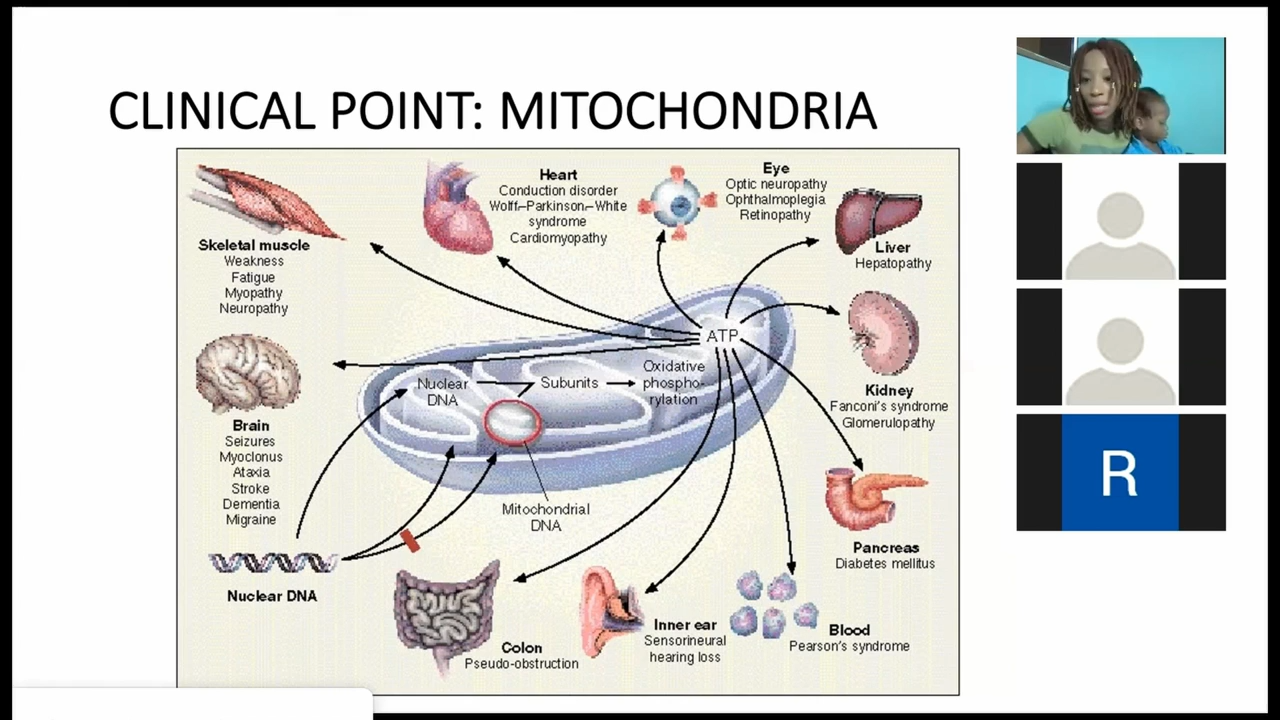 CLINICAL POINT: MITOCHONDRIA
Heart
Conduction disorder
Wolff–Parkinson–White
syndrome
Cardiomyopathy
Eye
Optic neuropathy
Ophthalmoplegia
Retinopathy
Skeletal muscle
Weakness
Fatigue
Myopathy
Neuropathy
Liver
Hepatopathy
ATP
Nuclear
DNA
Subunits
Oxidative
phospho-
rylation
Kidney
Fanconi's syndrome
Glomerulopathy
Brain
Seizures
Myoclonus
Ataxia
Stroke
Dementia
Migraine
Mitochondrial
DNA
Pancreas
Diabetes mellitus
Nuclear DNA
Colon
Pseudo-obstruction
Inner ear
Sensorineural
hearing loss
Blood
Pearson's syndrome
R